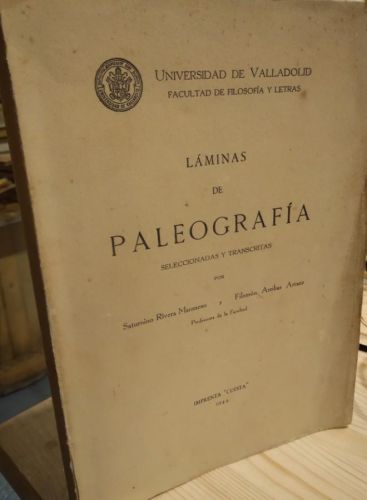 UNIVERSIDAD DE VALLADOLID
FACULTAD DE FILOSOFÍA Y LETRAS
LÁMINAS
DE
PALEOGRAFÍA
SELECCIONADAS Y TRANSCRITAS
POR
Saturnino Rivera Manescau y Filemón Arribas Arranz
Profesores de la Facultad
IMPRENTA "CUESTA"